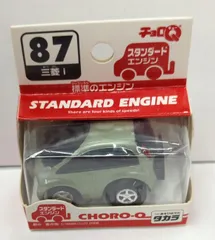 87
三菱 i
チョロQ
スタンダード
エンジン
標準のエンジン
STANDARD ENGINE
There are four kinds of models!
スタンダード
エンジン
CHORO-Q
タカラ